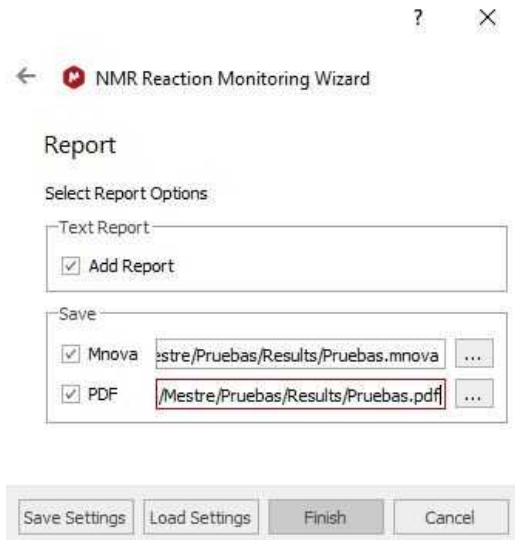 ?
NMR Reaction Monitoring Wizard
Report
Select Report Options
Text Report
Add Report
Save
Mnova estre/Pruebas/Results/Pruebas.mnova ...
PDF /Mestre/Pruebas/Results/Pruebas.pdf ...
Save Settings Load Settings Finish Cancel